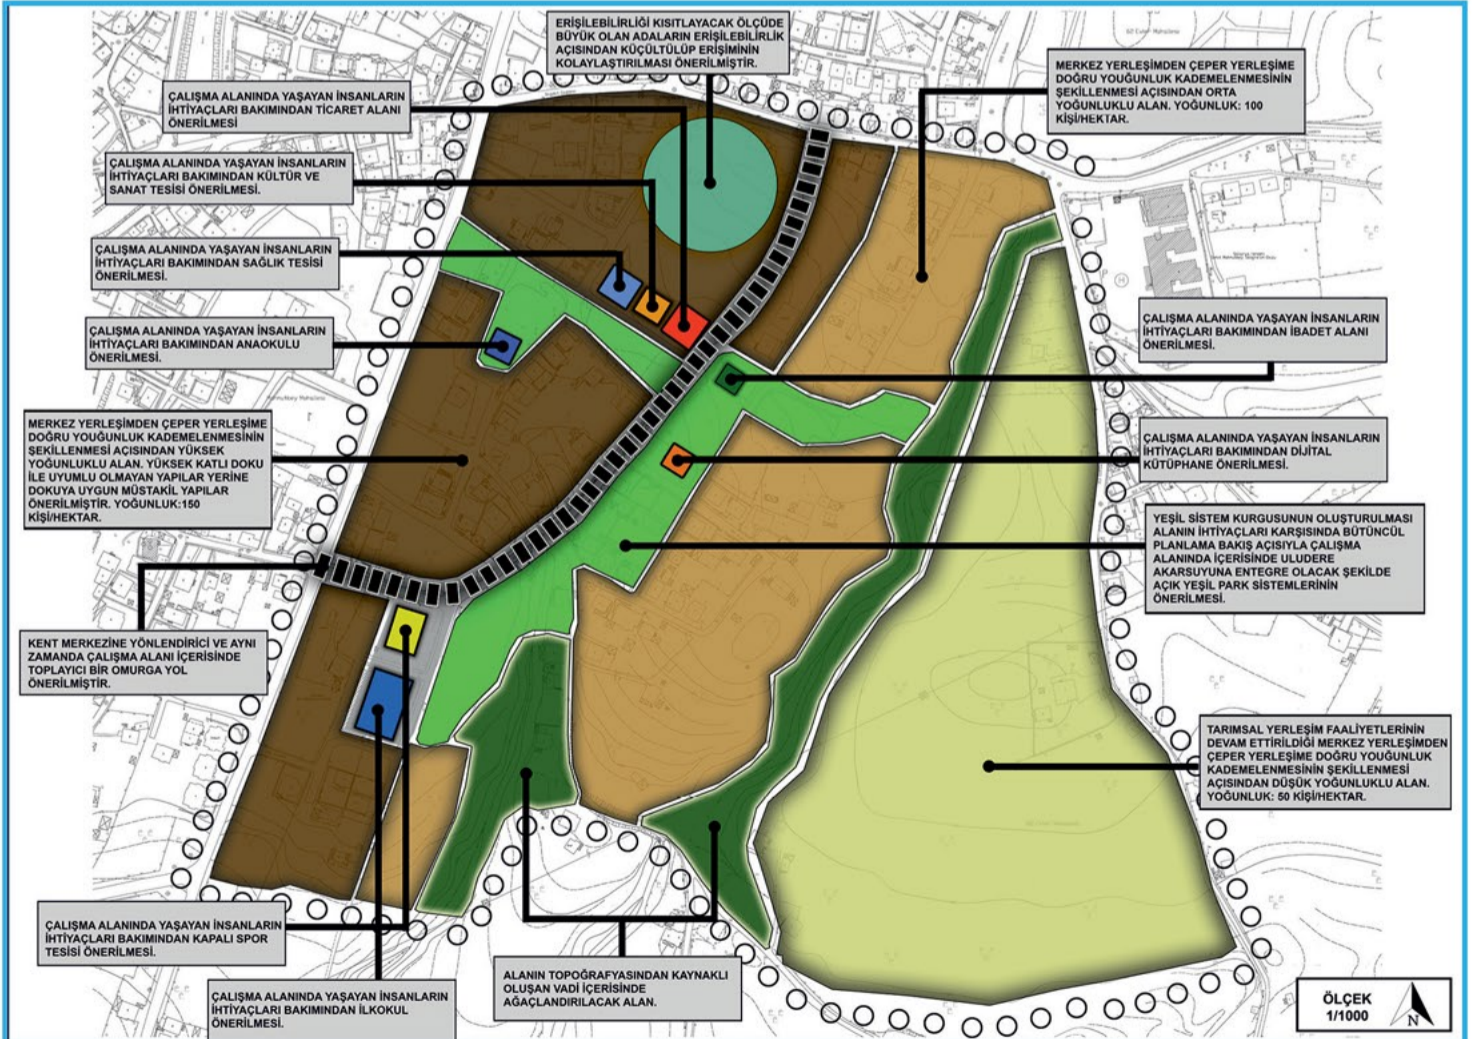 ERİŞİLEBİLİRLİĞİ KISITLAYACAK ÖLÇÜDE
BÜYÜK OLAN ADALARIN ERİŞİLEBİLİRLİK
AÇISINDAN KÜÇÜLTÜLÜP ERİŞİMİNİN
KOLAYLAŞTIRILMASI ÖNERİLMİŞTİR.
MERKEZ YERLEŞİMDEN ÇEPER YERLEŞİME
DOĞRU YOUĞUNLUK KADEMELENMESİNİN
ŞEKİLLENMESİ AÇISINDAN ORTA
YOĞUNLUKLU ALAN. YOĞUNLUK: 100
KİŞİ/HEKTAR.
ÇALIŞMA ALANINDA YAŞAYAN İNSANLARIN
İHTİYAÇLARI BAKIMINDAN TİCARET ALANI
ÖNERİLMESİ
ÇALIŞMA ALANINDA YAŞAYAN İNSANLARIN
İHTİYAÇLARI BAKIMINDAN KÜLTÜR VE
SANAT TESİSİ ÖNERİLMESİ.
ÇALIŞMA ALANINDA YAŞAYAN İNSANLARIN
İHTİYAÇLARI BAKIMINDAN SAĞLIK TESİSİ
ÖNERİLMESİ.
ÇALIŞMA ALANINDA YAŞAYAN İNSANLARIN
İHTİYAÇLARI BAKIMINDAN ANAOKULU
ÖNERİLMESİ.
ÇALIŞMA ALANINDA YAŞAYAN İNSANLARIN
İHTİYAÇLARI BAKIMINDAN İBADET ALANI
ÖNERİLMESİ.
MERKEZ YERLEŞİMDEN ÇEPER YERLEŞİME
DOĞRU YOUĞUNLUK KADEMELENMESİNİN
ŞEKİLLENMESİ AÇISINDAN YÜKSEK
YOĞUNLUKLU ALAN. YÜKSEK KATLI DOKU
İLE UYUMLU OLMAYAN YAPILAR YERİNE
DOKUYA UYGUN MÜSTAKİL YAPILAR
ÖNERİLMİŞTİR. YOĞUNLUK:150
KİŞİ/HEKTAR.
ÇALIŞMA ALANINDA YAŞAYAN İNSANLARIN
İHTİYAÇLARI BAKIMINDAN DİJİTAL
KÜTÜPHANE ÖNERİLMESİ.
YEŞİL SİSTEM KURGUSUNUN OLUŞTURULMASI
ALANIN İHTİYAÇLARI KARŞISINDA BÜTÜNCÜL
PLANLAMA BAKIŞ AÇISIYLA ÇALIŞMA
ALANINDA İÇERİSİNDE ULUDERE
AKARSUYUNA ENTEGRE OLACAK ŞEKİLDE
AÇIK YEŞİL PARK SİSTEMLERİNİN
ÖNERİLMESİ.
KENT MERKEZİNE YÖNLENDİRİCİ VE AYNI
ZAMANDA ÇALIŞMA ALANI İÇERİSİNDE
TOPLAYICI BİR OMURGA YOL
ÖNERİLMİŞTİR.
TARIMSAL YERLEŞİM FAALİYETLERİNİN
DEVAM ETTİRİLDİĞİ MERKEZ YERLEŞİMDEN
ÇEPER YERLEŞİME DOĞRU YOUĞUNLUK
KADEMELENMESİNİN ŞEKİLLENMESİ
AÇISINDAN DÜŞÜK YOĞUNLUKLU ALAN.
YOĞUNLUK: 50 KİŞİ/HEKTAR.
ÇALIŞMA ALANINDA YAŞAYAN İNSANLARIN
İHTİYAÇLARI BAKIMINDAN KAPALI SPOR
TESİSİ ÖNERİLMESİ.
ÇALIŞMA ALANINDA YAŞAYAN İNSANLARIN
İHTİYAÇLARI BAKIMINDAN İLKOKUL
ÖNERİLMESİ.
ALANIN TOPOĞRAFYASINDAN KAYNAKLI
OLUŞAN VADİ İÇERİSİNDE
AĞAÇLANDIRILACAK ALAN.
ÖLÇEK
1/1000
N